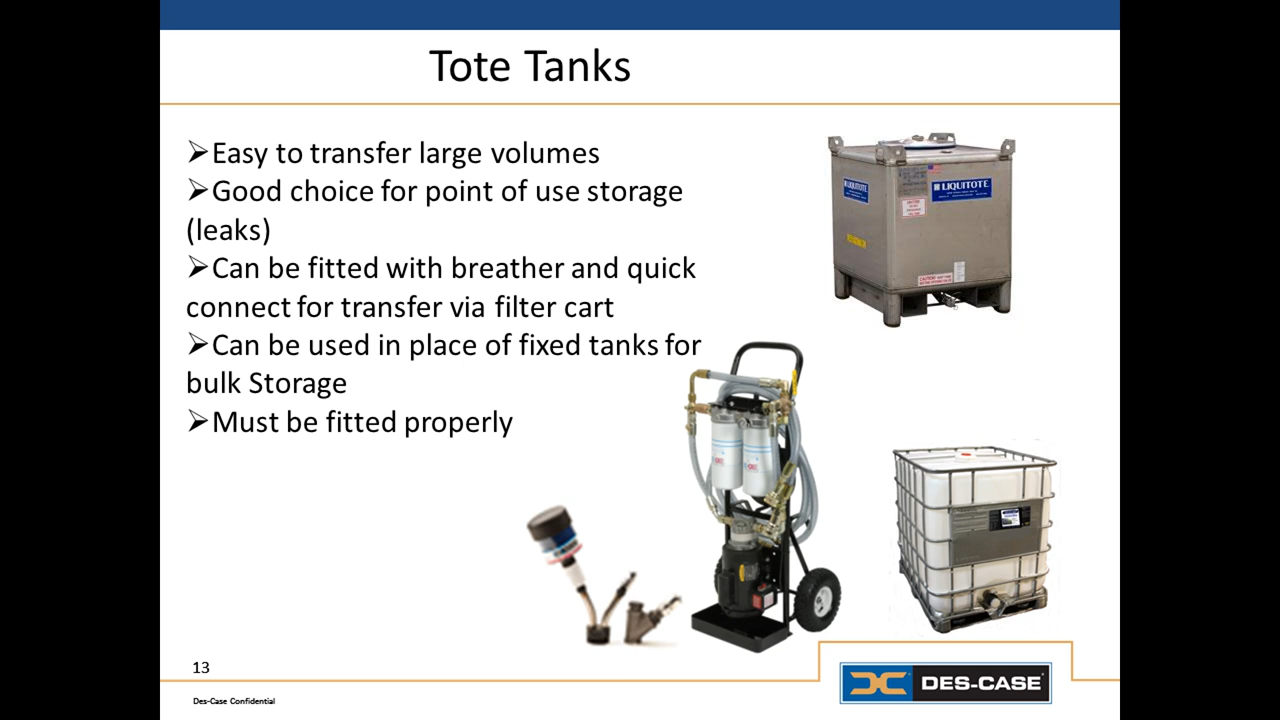 Tote Tanks
➢Easy to transfer large volumes
➢Good choice for point of use storage
(leaks)
➢Can be fitted with breather and quick
connect for transfer via filter cart
➢Can be used in place of fixed tanks for
bulk Storage
➢Must be fitted properly
LIQUITOTE
LIQUITOTE
13
Des-Case Confidential
DES-CASE